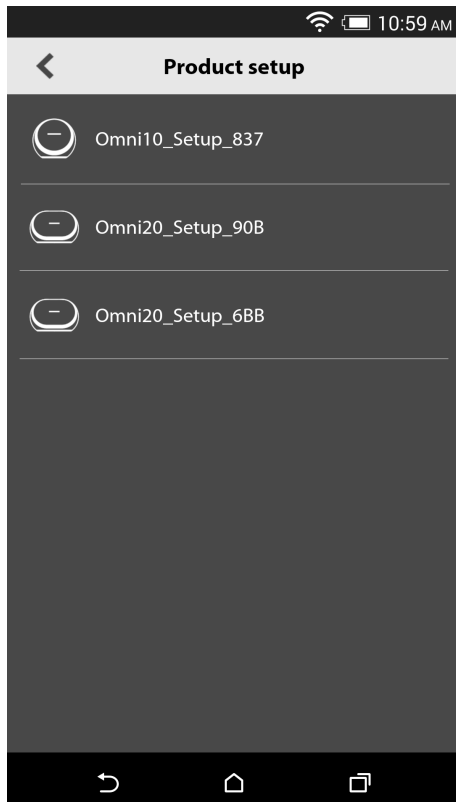 10:59 AM
Product setup
Omni10_Setup_837
Omni20_Setup_90B
Omni20_Setup_6BB